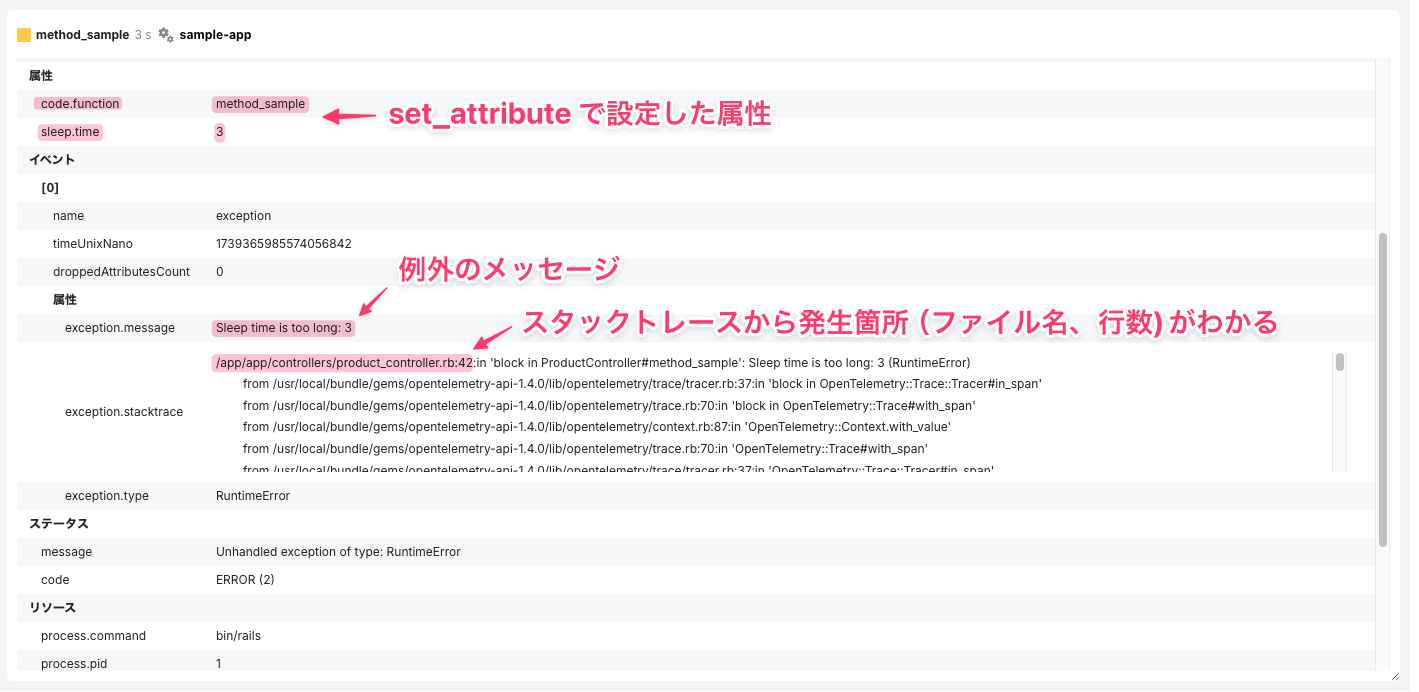 method_sample 3 s sample-app
属性
code.function method_sample
set_attribute で設定した属性
sleep.time 3
イベント
[0]
name exception
timeUnixNano 1739365985574056842
droppedAttributesCount 0
例外のメッセージ
属性
exception.message Sleep time is too long: 3
スタックトレースから発生箇所 (ファイル名、行数) がわかる
/app/app/controllers/product_controller.rb:42:in 'block in ProductController#method_sample': Sleep time is too long: 3 (RuntimeError)
from /usr/local/bundle/gems/opentelemetry-api-1.4.0/lib/opentelemetry/trace/tracer.rb:37:in 'block in OpenTelemetry::Trace::Tracer#in_span'
from /usr/local/bundle/gems/opentelemetry-api-1.4.0/lib/opentelemetry/trace.rb:70:in 'block in OpenTelemetry::Trace#with_span'
exception.stacktrace
from /usr/local/bundle/gems/opentelemetry-api-1.4.0/lib/opentelemetry/context.rb:87:in 'OpenTelemetry::Context.with_value'
from /usr/local/bundle/gems/opentelemetry-api-1.4.0/lib/opentelemetry/trace.rb:70:in 'OpenTelemetry::Trace#with_span'
from /usr/local/bundle/gems/opentelemetry-api-1.4.0/lib/opentelemetry/trace/tracer.rb:37:in 'OpenTelemetry::Trace::Tracer#in_span'
exception.type RuntimeError
ステータス
message Unhandled exception of type: RuntimeError
code ERROR (2)
リソース
process.command bin/rails
process.pid 1